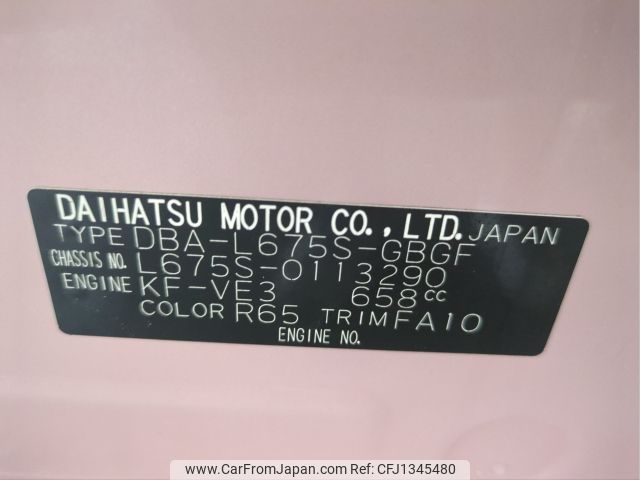 DAIHATSU MOTOR CO., LTD. JAPAN
TYPE DBA-L675S-GBGF
CHASSIS NO. L675S-0113290
ENGINE KF-VE3 658cc
COLOR R65 TRIM FA10
ENGINE NO.
www.CarFromJapan.com - CFJ1345480